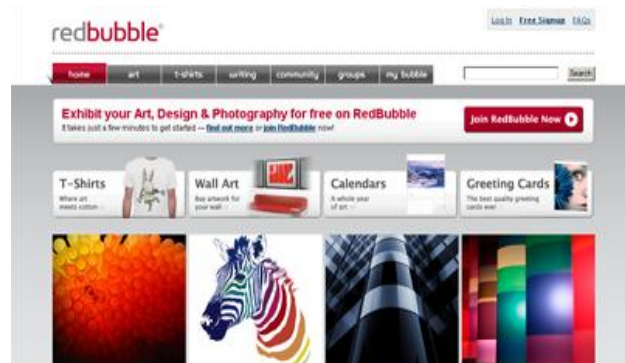 Log In Free Signup FAQs
redbubble
home art t-shirts writing community groups my bubble
Search
Exhibit your Art, Design & Photography for free on RedBubble
It takes just a few minutes to get started — find out more or join RedBubble now!
Join RedBubble Now
T-Shirts
Where art
meets cotton
Wall Art
Buy artwork for
your wall
Calendars
A whole year
of art
Greeting Cards
The best quality greeting
cards ever